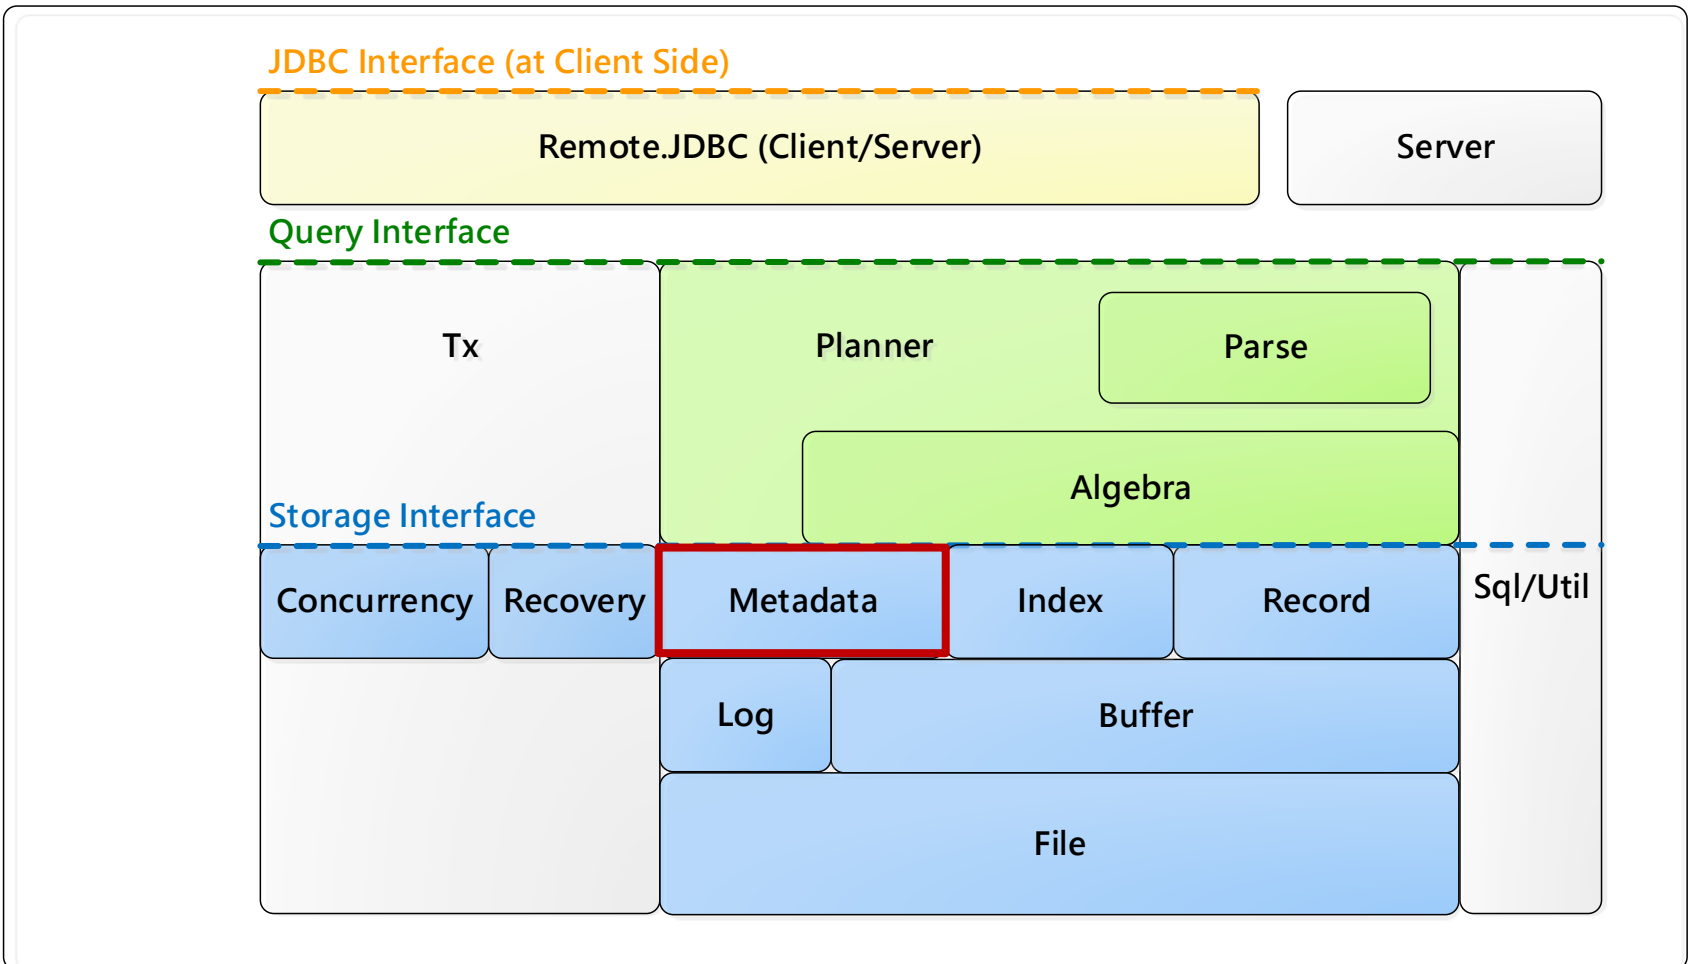 JDBC Interface (at Client Side)
Remote.JDBC (Client/Server)
Server
Query Interface
Tx
Planner
Parse
Algebra
Storage Interface
Concurrency
Recovery
Metadata
Index
Record
Sql/Util
Log
Buffer
File